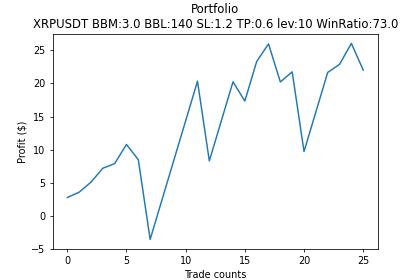 Portfolio
XRPUSDT BBM:3.0 BBL:140 SL:1.2 TP:0.6 lev:10 WinRatio:73.0
25
20
15
10
5
0
−5
Profit ($)
0 5 10 15 20 25
Trade counts